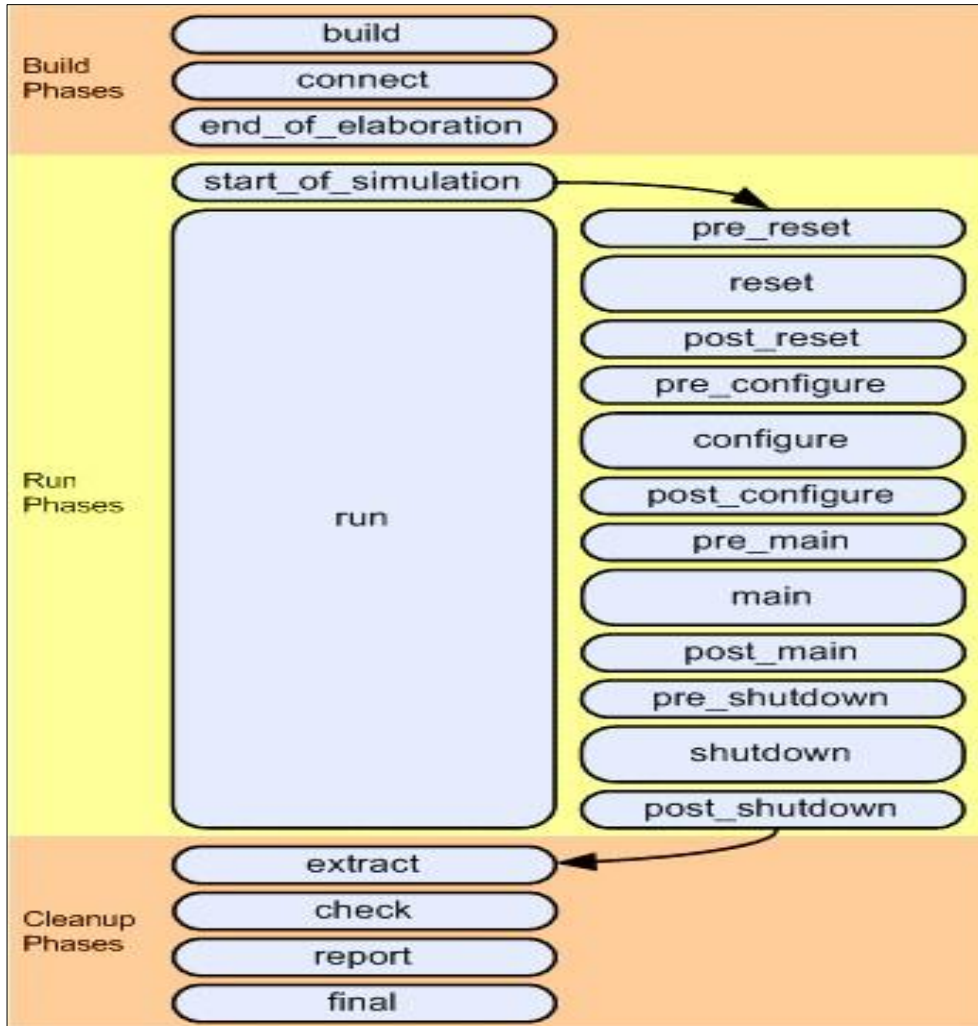 Build
Phases
build
connect
end_of_elaboration
Run
Phases
start_of_simulation
run
pre_reset
reset
post_reset
pre_configure
configure
post_configure
pre_main
main
post_main
pre_shutdown
shutdown
post_shutdown
Cleanup
Phases
extract
check
report
final